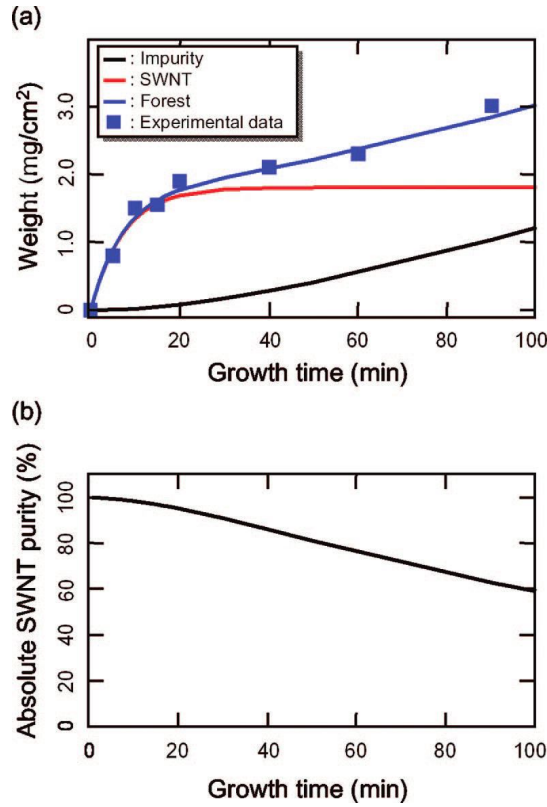 (a)
: Impurity
: SWNT
: Forest
: Experimental data
3.0
2.0
1.0
0
Weight (mg/cm²)
0 20 40 60 80 100
Growth time (min)
(b)
100
80
60
40
20
0
Absolute SWNT purity (%)
0 20 40 60 80 100
Growth time (min)